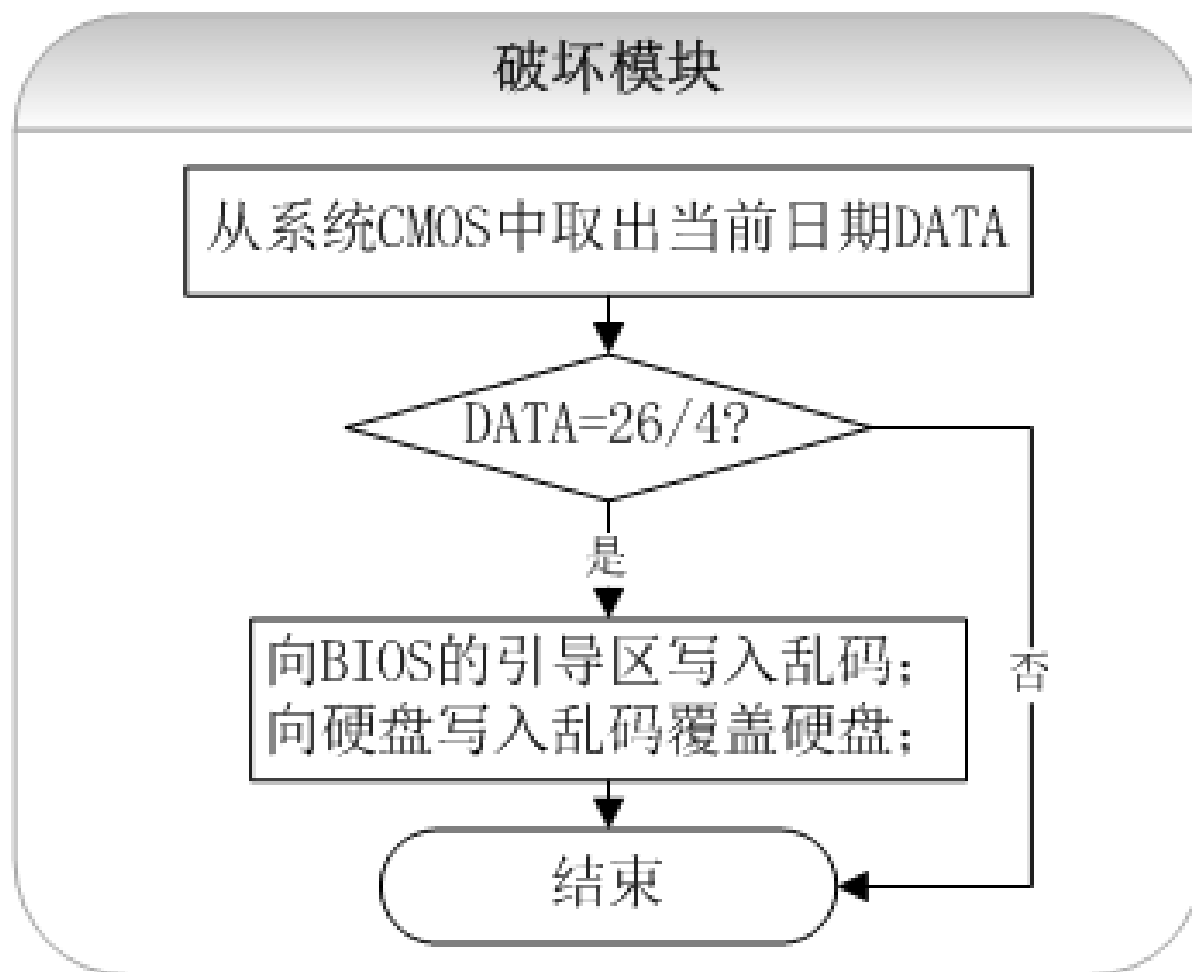 破坏模块
从系统CMOS中取出当前日期DATA
DATA=26/4?
是
向BIOS的引导区写入乱码;
否
向硬盘写入乱码覆盖硬盘;
结束